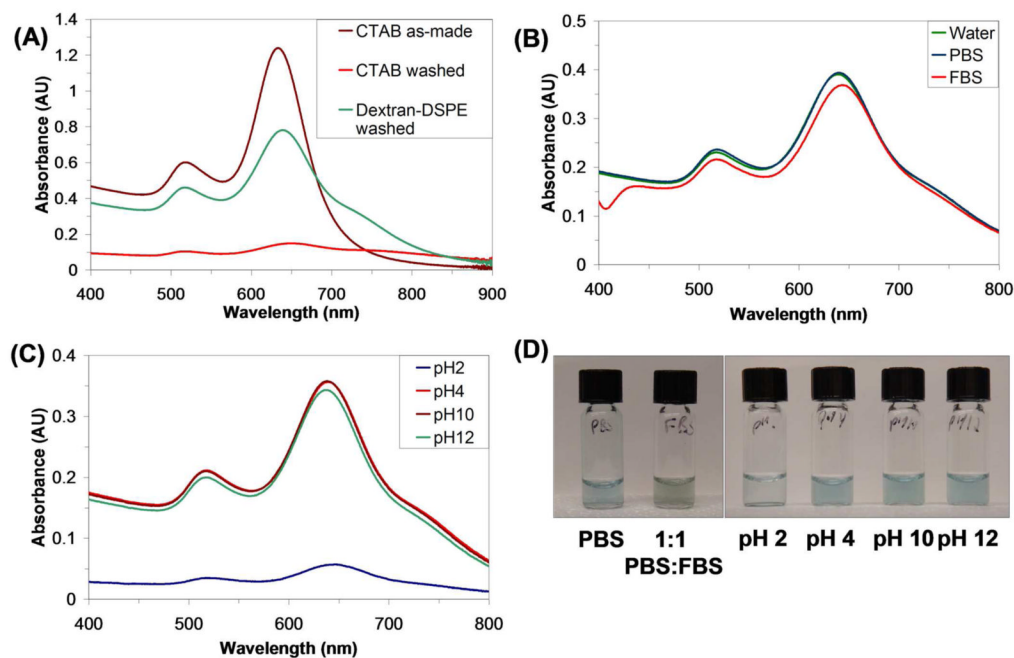 (A)
1.4
1.2
1
0.8
0.6
0.4
0.2
0
Absorbance (AU)
400 500 600 700 800 900
Wavelength (nm)
CTAB as-made
CTAB washed
Dextran-DSPE
washed
(B)
0.5
0.4
0.3
0.2
0.1
0
Absorbance (AU)
400 500 600 700 800
Wavelength (nm)
Water
PBS
FBS
(C)
0.4
0.3
0.2
0.1
0
Absorbance (AU)
400 500 600 700 800
Wavelength (nm)
pH2
pH4
pH10
pH12
(D)
PBS FBS pH4 pH10 pH12
PBS 1:1 pH 2 pH 4 pH 10 pH 12
PBS:FBS